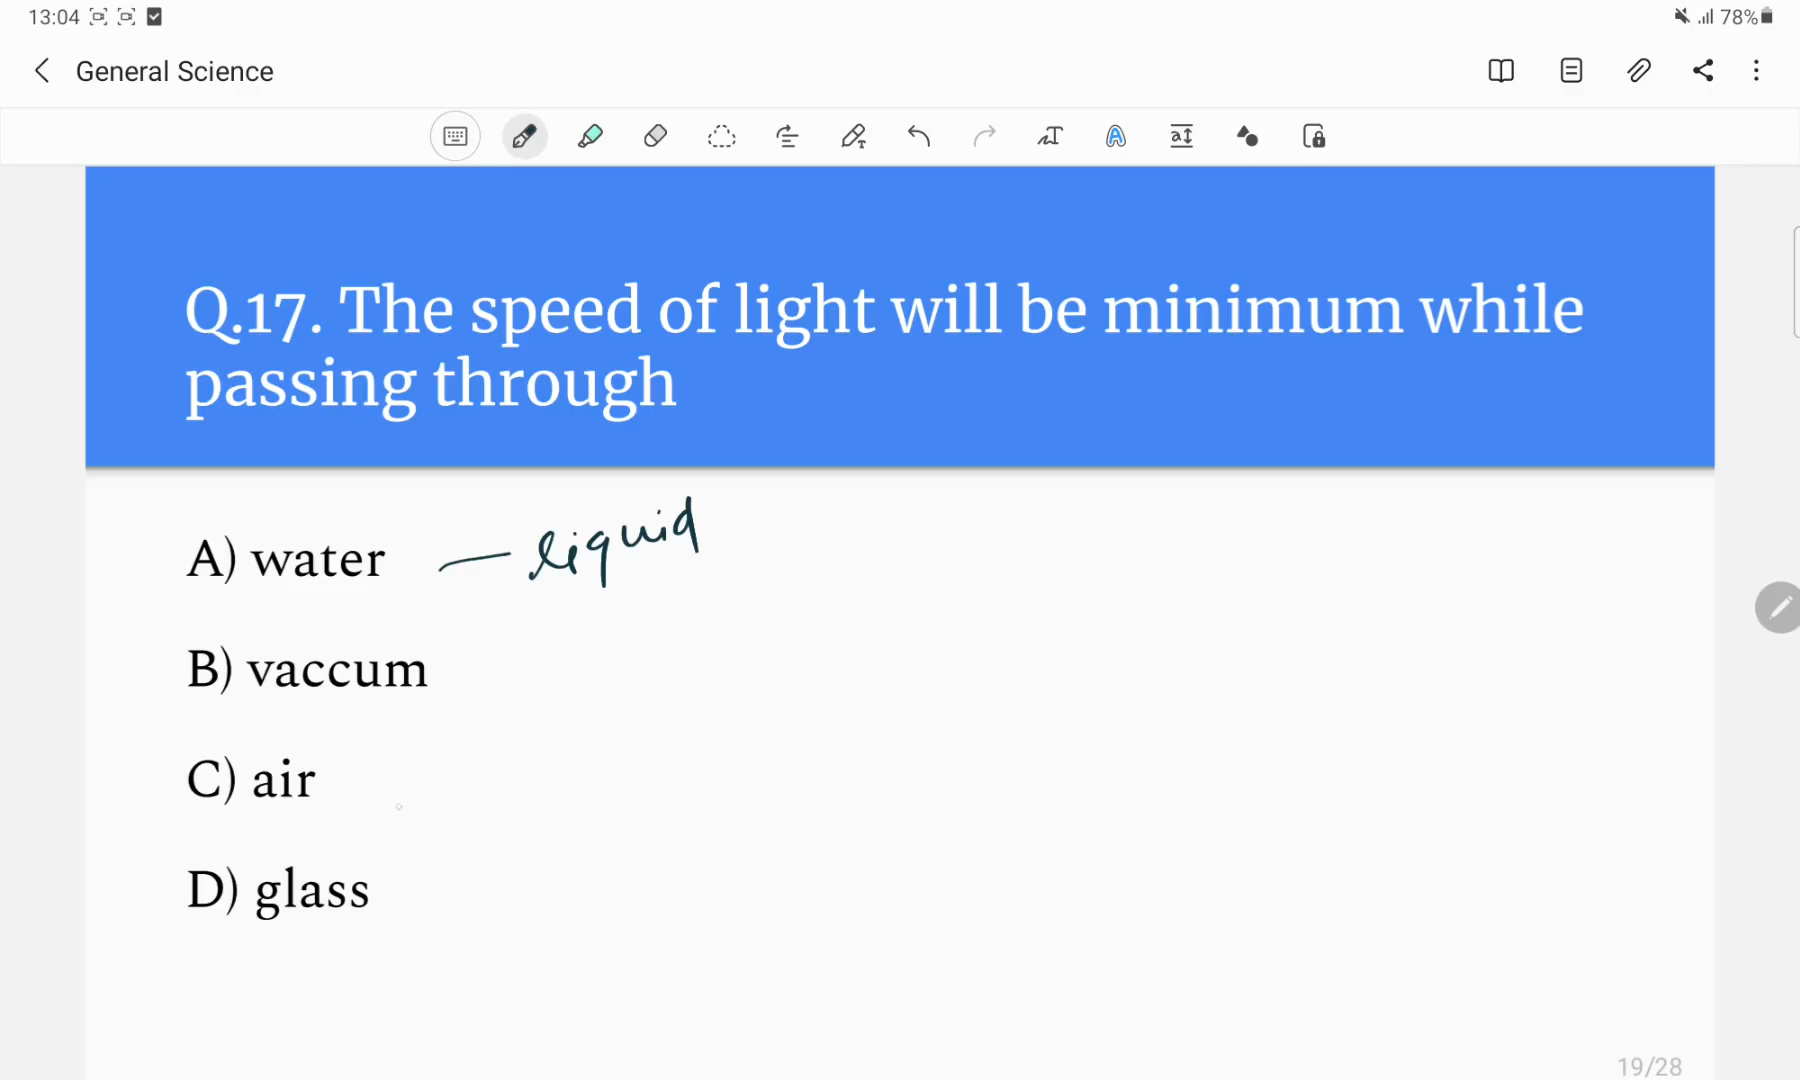 13:04 78%
General Science
Q.17. The speed of light will be minimum while
passing through
A) water — liquid
B) vaccum
C) air
D) glass
19/28